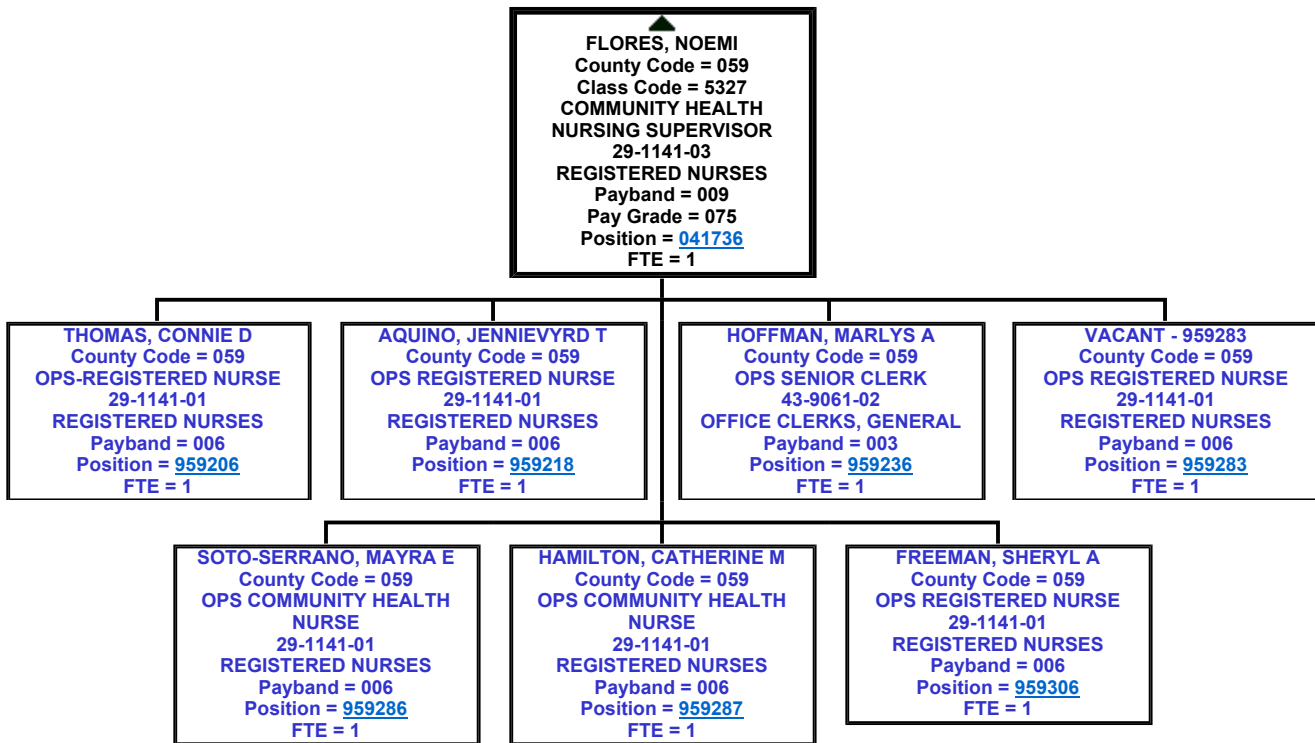 FLORES, NOEMI
County Code = 059
Class Code = 5327
COMMUNITY HEALTH
NURSING SUPERVISOR
29-1141-03
REGISTERED NURSES
Payband = 009
Pay Grade = 075
Position = 041736
FTE = 1
THOMAS, CONNIE D
County Code = 059
OPS-REGISTERED NURSE
29-1141-01
REGISTERED NURSES
Payband = 006
Position = 959206
FTE = 1
AQUINO, JENNIEVYRD T
County Code = 059
OPS REGISTERED NURSE
29-1141-01
REGISTERED NURSES
Payband = 006
Position = 959218
FTE = 1
HOFFMAN, MARLYS A
County Code = 059
OPS SENIOR CLERK
43-9061-02
OFFICE CLERKS, GENERAL
Payband = 003
Position = 959236
FTE = 1
VACANT - 959283
County Code = 059
OPS REGISTERED NURSE
29-1141-01
REGISTERED NURSES
Payband = 006
Position = 959283
FTE = 1
SOTO-SERRANO, MAYRA E
County Code = 059
OPS COMMUNITY HEALTH
NURSE
29-1141-01
REGISTERED NURSES
Payband = 006
Position = 959286
FTE = 1
HAMILTON, CATHERINE M
County Code = 059
OPS COMMUNITY HEALTH
NURSE
29-1141-01
REGISTERED NURSES
Payband = 006
Position = 959287
FTE = 1
FREEMAN, SHERYL A
County Code = 059
OPS REGISTERED NURSE
29-1141-01
REGISTERED NURSES
Payband = 006
Position = 959306
FTE = 1